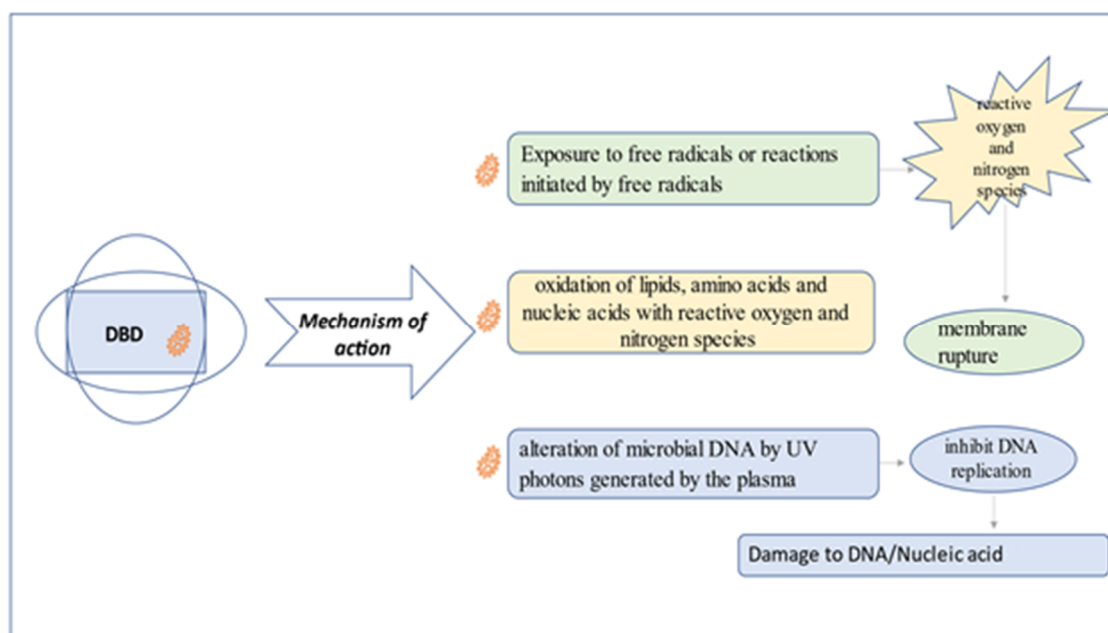 DBD
Mechanism of
action
Exposure to free radicals or reactions
initiated by free radicals
reactive
oxygen
and
nitrogen
species
oxidation of lipids, amino acids and
nucleic acids with reactive oxygen and
nitrogen species
membrane
rupture
alteration of microbial DNA by UV
photons generated by the plasma
inhibit DNA
replication
Damage to DNA/Nucleic acid